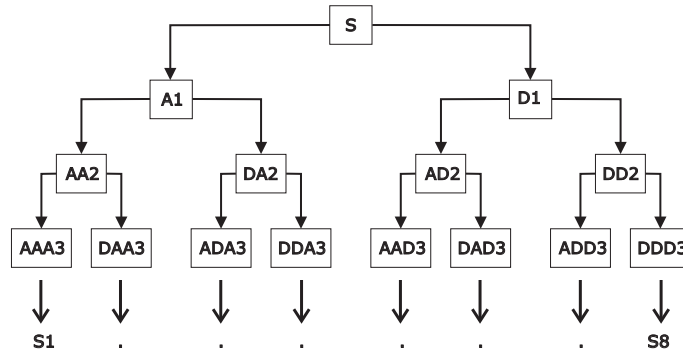 S
A1 D1
AA2 DA2 AD2 DD2
AAA3 DAA3 ADA3 DDA3 AAD3 DAD3 ADD3 DDD3
S1 . . . . . . S8